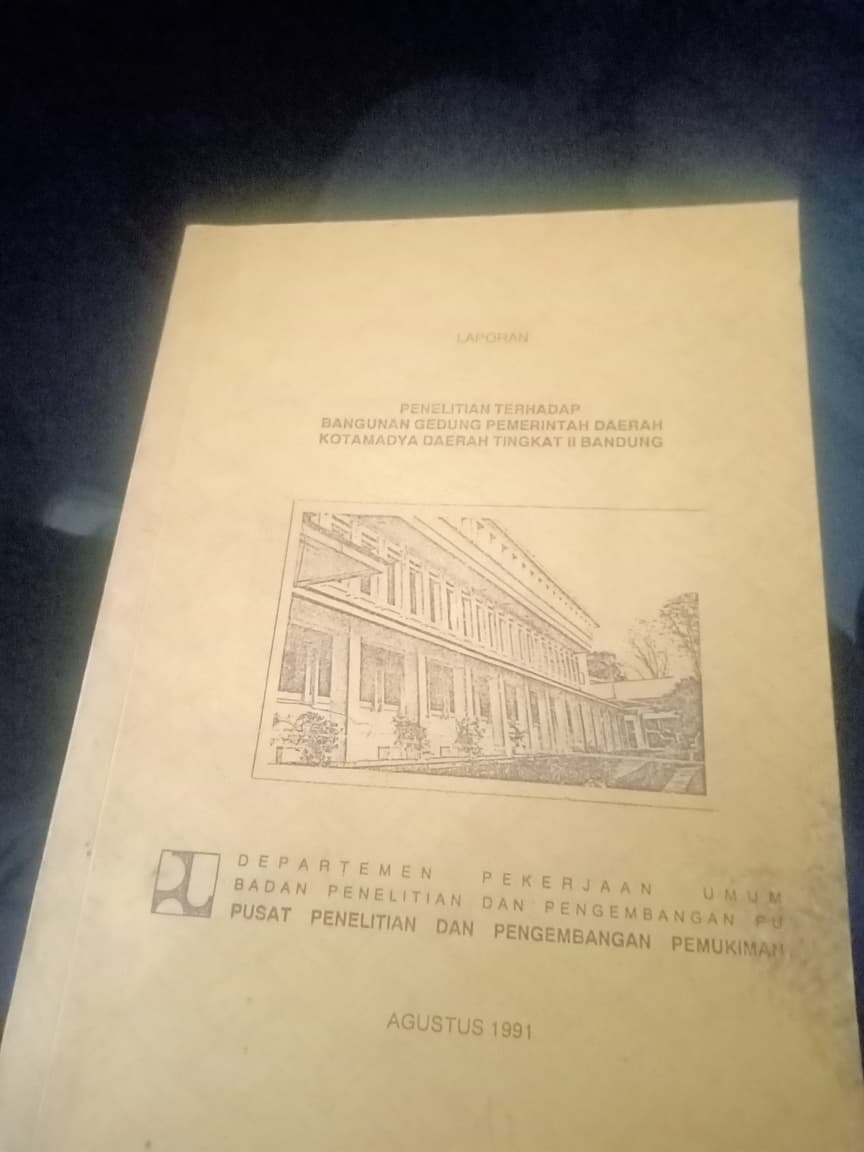 LAPORAN
PENELITIAN TERHADAP
BANGUNAN GEDUNG PEMERINTAH DAERAH
KOTAMADYA DAERAH TINGKAT II BANDUNG
PU
DEPARTEMEN PEKERJAAN UMUM
BADAN PENELITIAN DAN PENGEMBANGAN PU
PUSAT PENELITIAN DAN PENGEMBANGAN PEMUKIMAN
AGUSTUS 1991